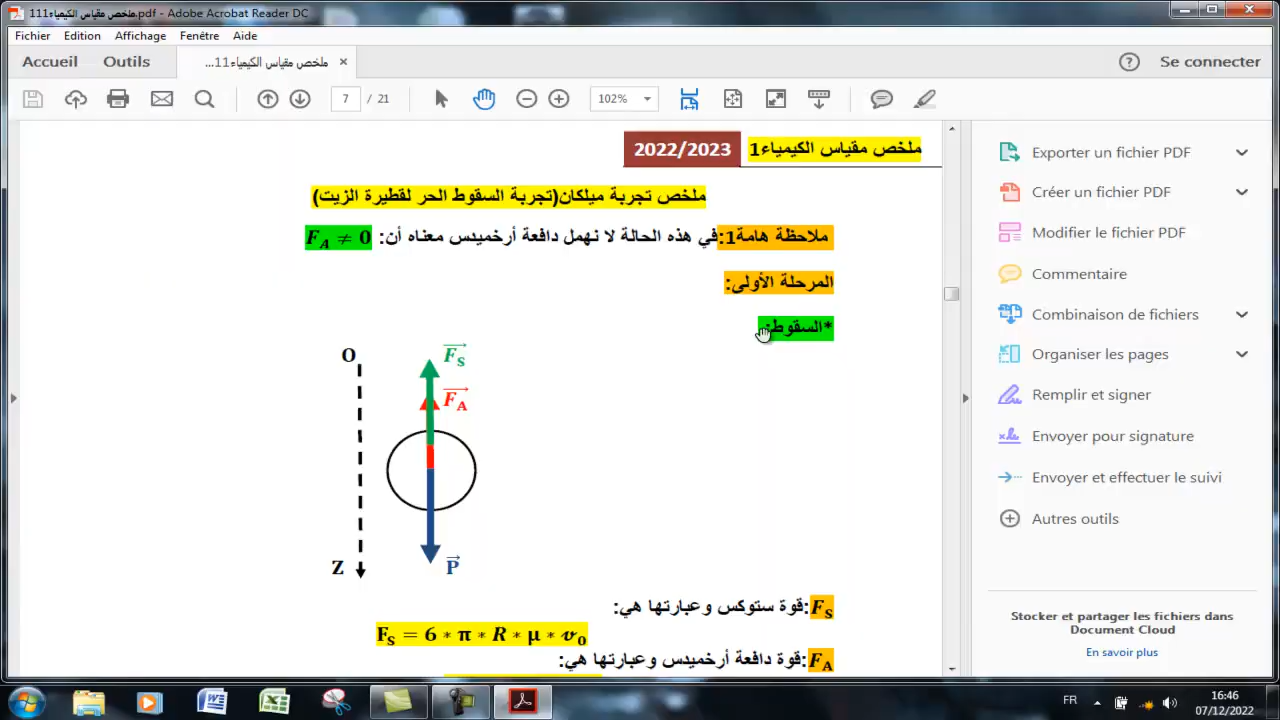 ملخص مقياس الكيمياء111.pdf - Adobe Acrobat Reader DC
Fichier Edition Affichage Fenêtre Aide
Accueil Outils ملخص مقياس الكيمياء11... × Se connecter
7 / 21 102%
ملخص مقياس الكيمياء1 2022/2023
ملخص تجربة ميلكان(تجربة السقوط الحر لقطيرة الزيت)
ملاحظة هامة1:في هذه الحالة لا نهمل دافعة أرخميدس معناه أن: F_A ≠ 0
المرحلة الأولى:
*السقوط:
O
F_S
F_A
Z
P
F_S:قوة ستوكس وعبارتها هي:
F_S = 6 * π * R * μ * v_0
F_A:قوة دافعة أرخميدس وعبارتها هي:
Exporter un fichier PDF
Créer un fichier PDF
Modifier le fichier PDF
Commentaire
Combinaison de fichiers
Organiser les pages
Remplir et signer
Envoyer pour signature
Envoyer et effectuer le suivi
Autres outils
Stocker et partager les fichiers dans
Document Cloud
En savoir plus
FR 16:46
07/12/2022